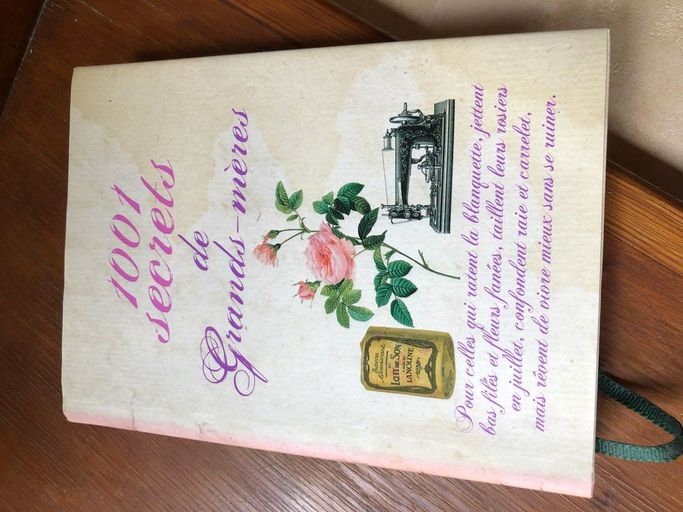 1001
secrets
de
Grands-mères
Lait de Son
LANOLINE
Pour celles qui ratent la blanquette, jettent
bas filés et fleurs fanées, taillent leurs rosiers
en juillet, confondent raie et carrelet,
mais rêvent de vivre mieux sans se ruiner.